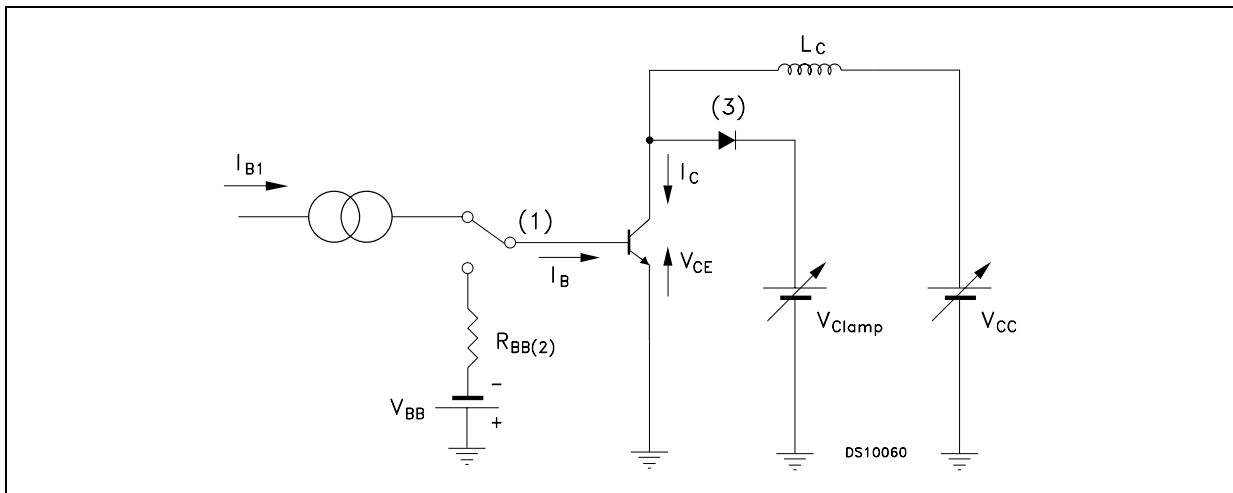 L_C
(3)
I_B1
I_C
(1)
I_B
V_CE
V_Clamp
V_CC
R_BB(2)
-
V_BB
+
DS10060